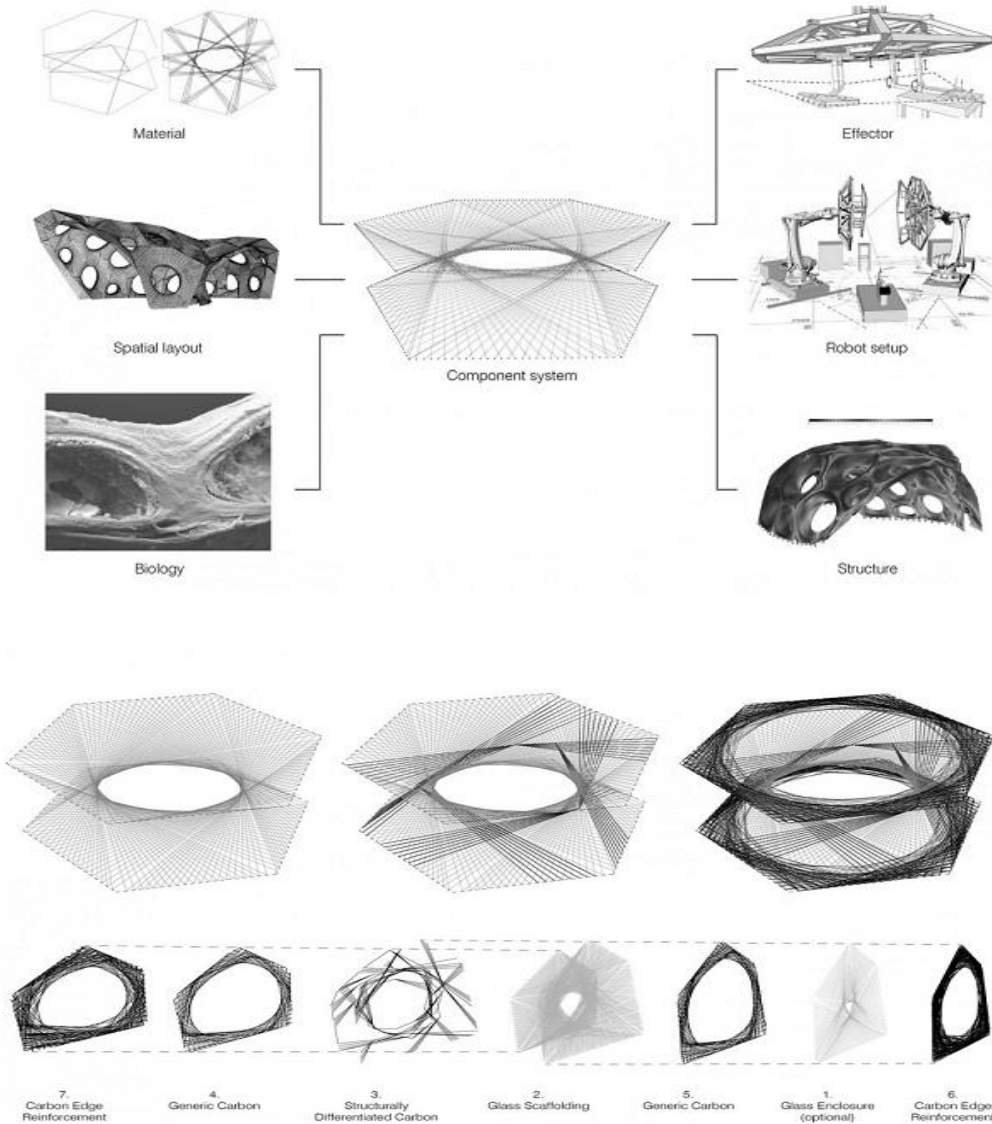 Material
Effector
Spatial layout
Component system
Robot setup
Biology
Structure
7.
Carbon Edge
Reinforcement
4.
Generic Carbon
3.
Structurally
Differentiated Carbon
2.
Glass Scaffolding
5.
Generic Carbon
1.
Glass Enclosure
(optional)
6.
Carbon Edge
Reinforcement